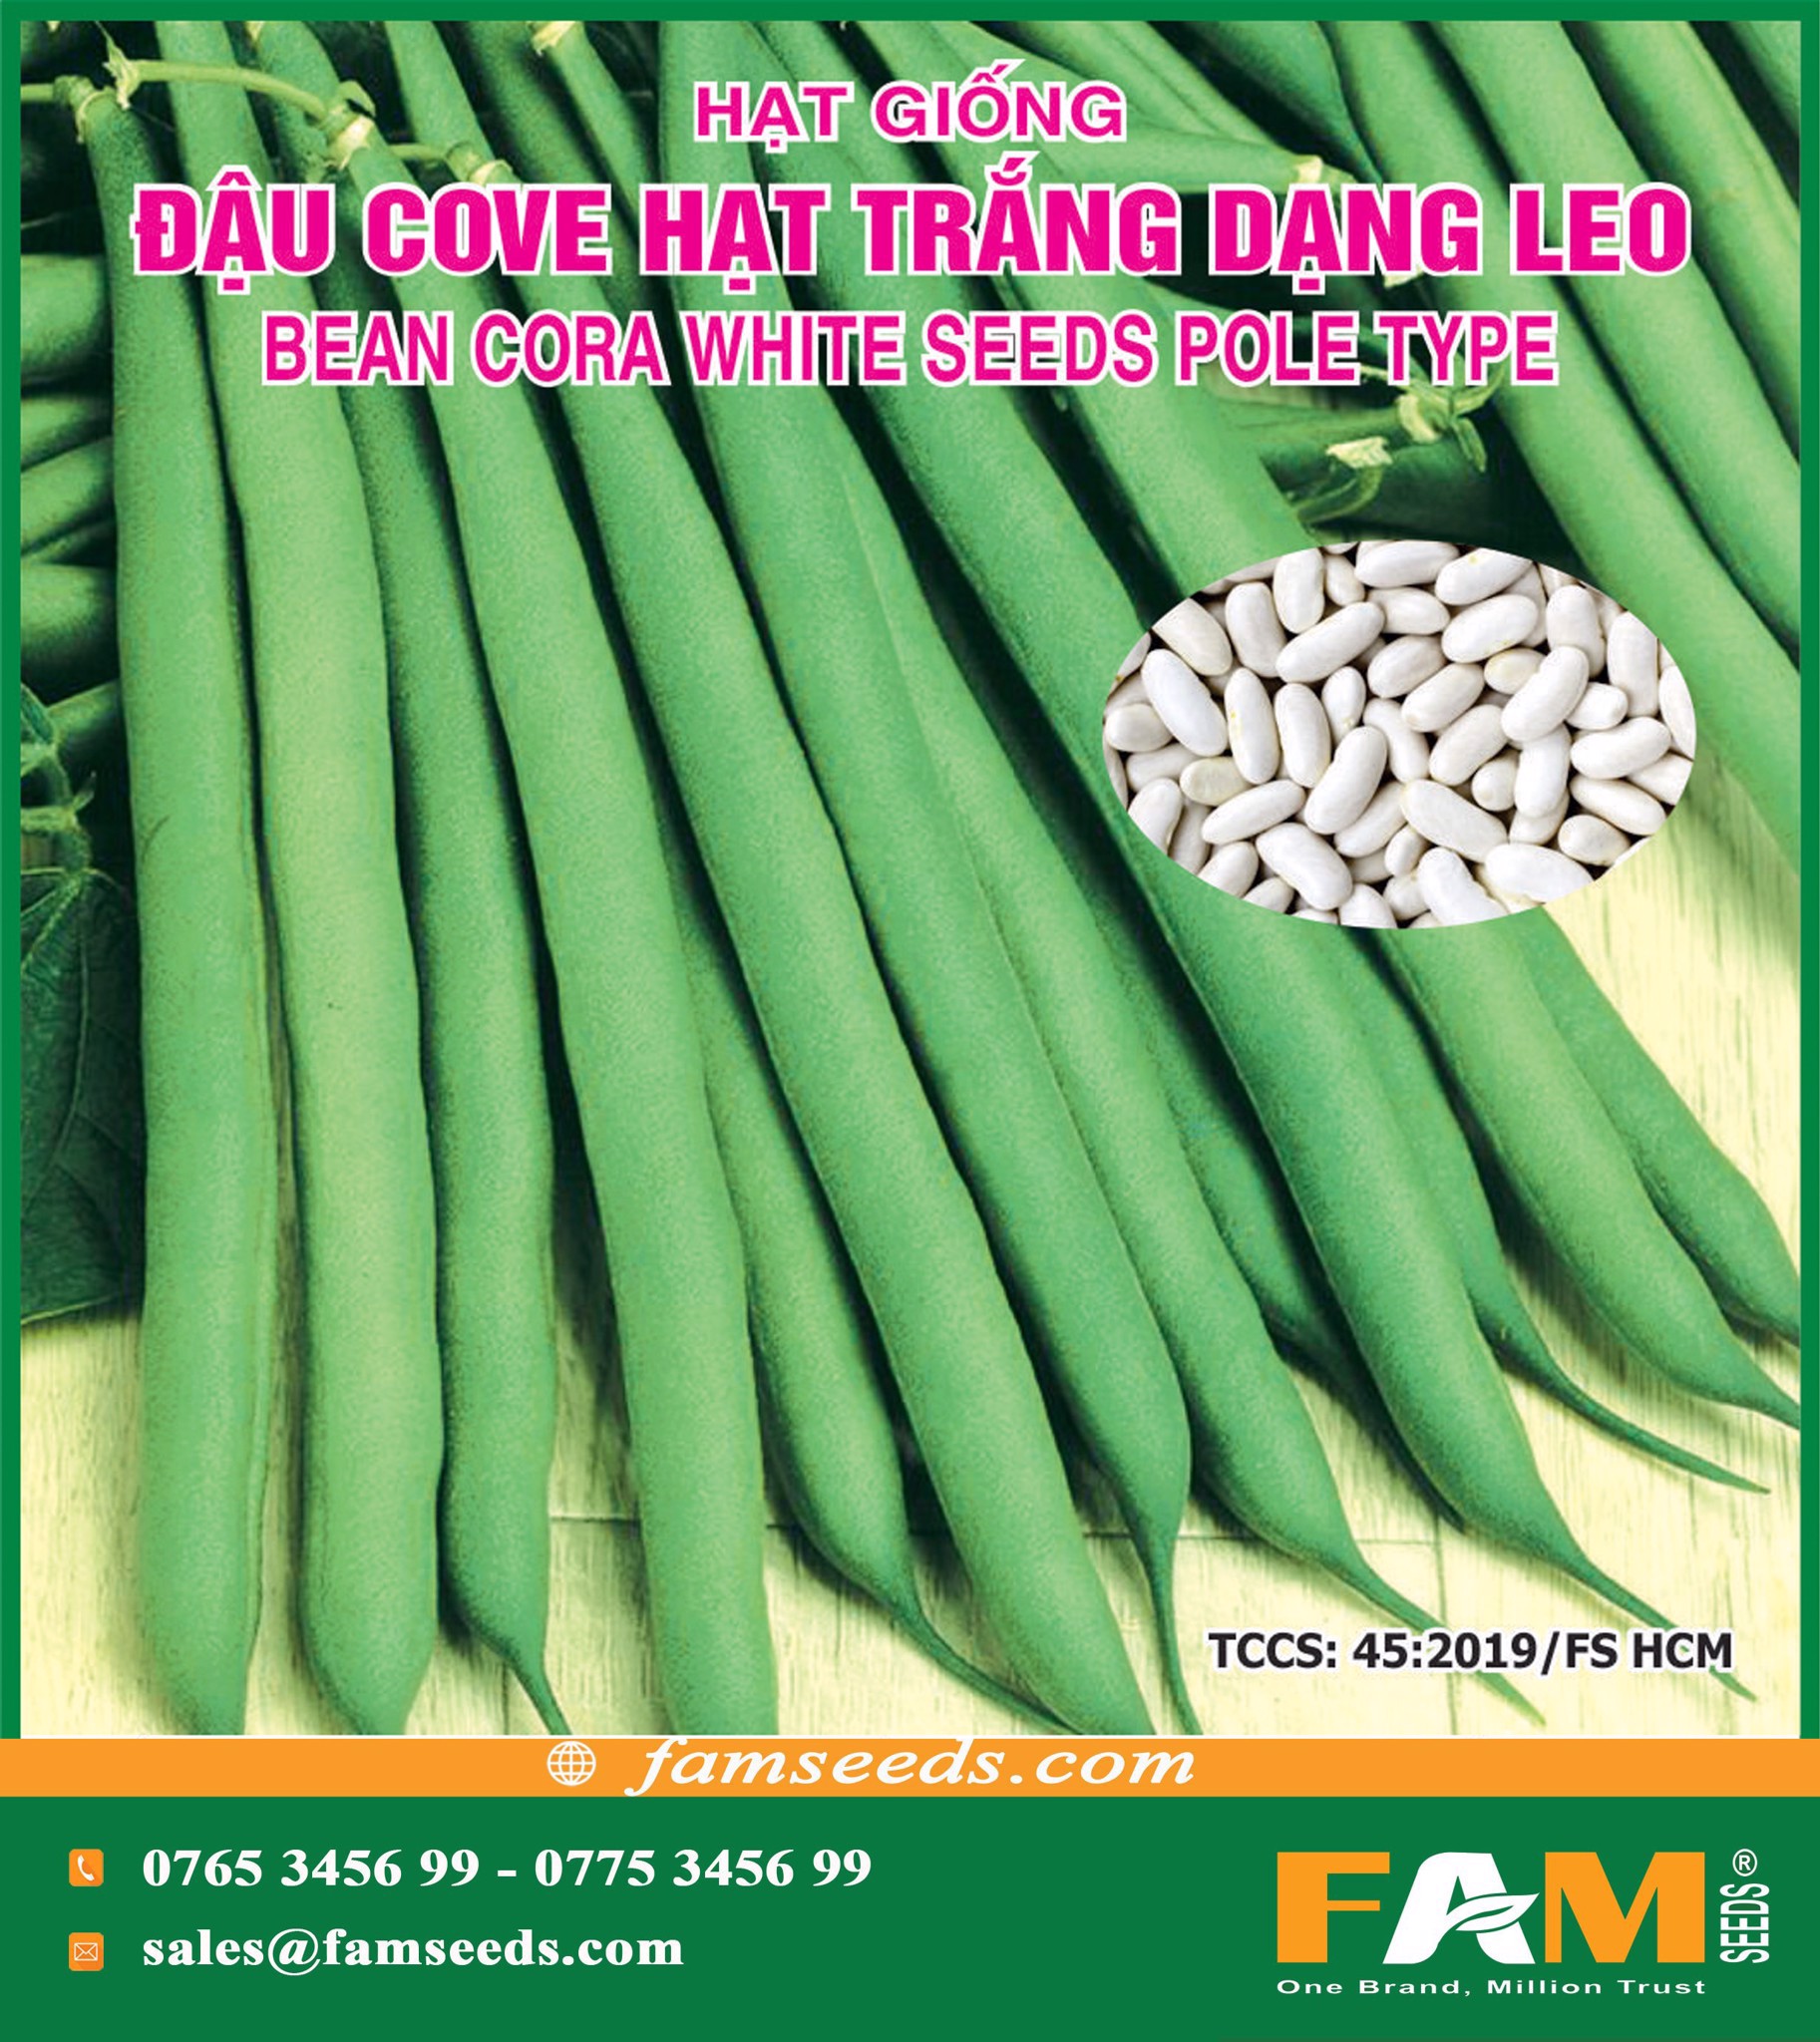 HẠT GIỐNG
ĐẬU COVE HẠT TRẮNG DẠNG LEO
BEAN CORA WHITE SEEDS POLE TYPE
TCCS: 45:2019/FS HCM
famseeds.com
0765 3456 99 - 0775 3456 99
sales@famseeds.com
FAM SEEDS®
One Brand, Million Trust